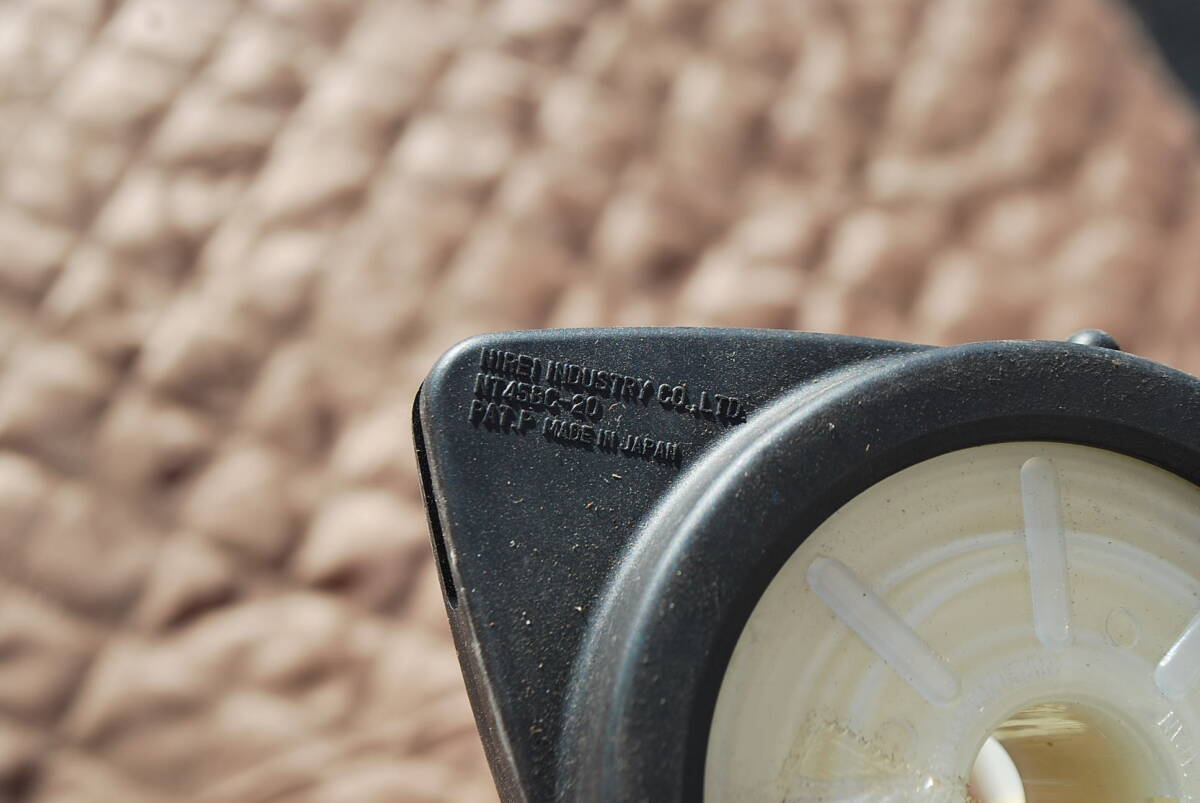 HIREI INDUSTRY CO.,LTD.
NT45BC-20
PAT.P MADE IN JAPAN